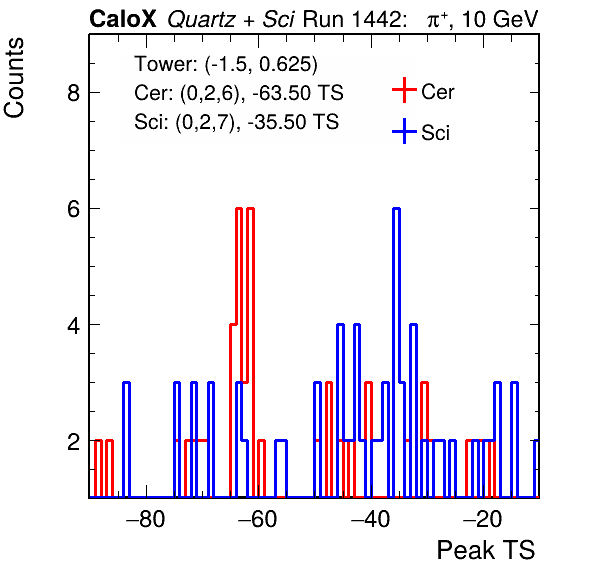 CaloX Quartz + Sci Run 1442: π⁺, 10 GeV
Counts
Tower: (-1.5, 0.625)
Cer: (0,2,6), -63.50 TS
Sci: (0,2,7), -35.50 TS
Cer
Sci
8
6
4
2
−80 −60 −40 −20
Peak TS